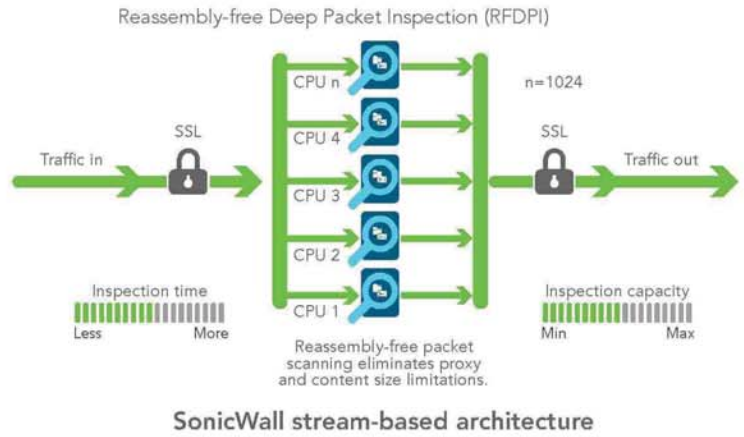 Reassembly-free Deep Packet Inspection (RFDPI)
CPU n
n=1024
CPU 4
SSL
SSL
Traffic in
Traffic out
CPU 3
CPU 2
Inspection time
Less
More
CPU 1
Inspection capacity
Min
Max
Reassembly-free packet
scanning eliminates proxy
and content size limitations.
SonicWall stream-based architecture